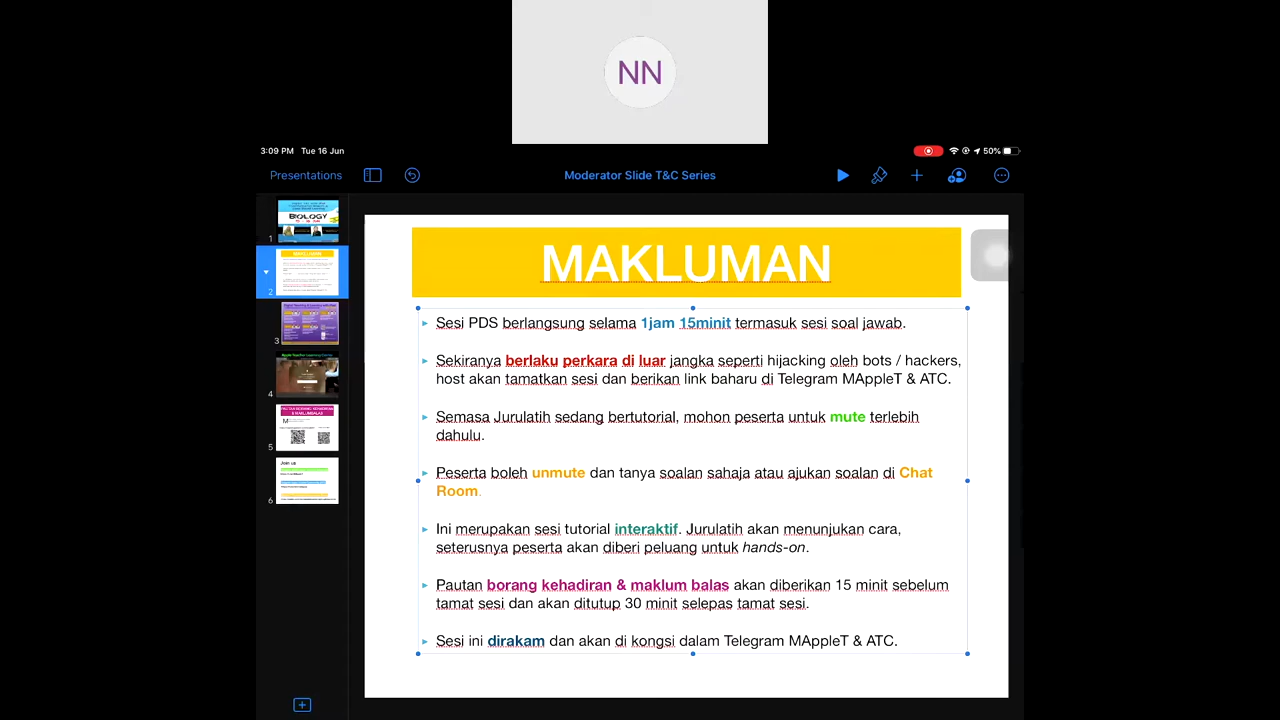 NN
3:09 PM Tue 16 Jun
50%
Presentations
Moderator Slide T&C Series
BIOLOGY
1
MAKLUMAN
2
3
4
5
Join us
6
MAKLUMAN
Sesi PDS berlangsung selama 1jam 15minit termasuk sesi soal jawab.
Sekiranya berlaku perkara di luar jangka seperti hijacking oleh bots / hackers,
host akan tamatkan sesi dan berikan link baharu di Telegram MAppleT & ATC.
Semasa Jurulatih sedang bertutorial, mohon peserta untuk mute terlebih
dahulu.
Peserta boleh unmute dan tanya soalan sahaja atau ajukan soalan di Chat
Room.
Ini merupakan sesi tutorial interaktif. Jurulatih akan menunjukan cara,
seterusnya peserta akan diberi peluang untuk hands-on.
Pautan borang kehadiran & maklum balas akan diberikan 15 minit sebelum
tamat sesi dan akan ditutup 30 minit selepas tamat sesi.
Sesi ini dirakam dan akan di kongsi dalam Telegram MAppleT & ATC.